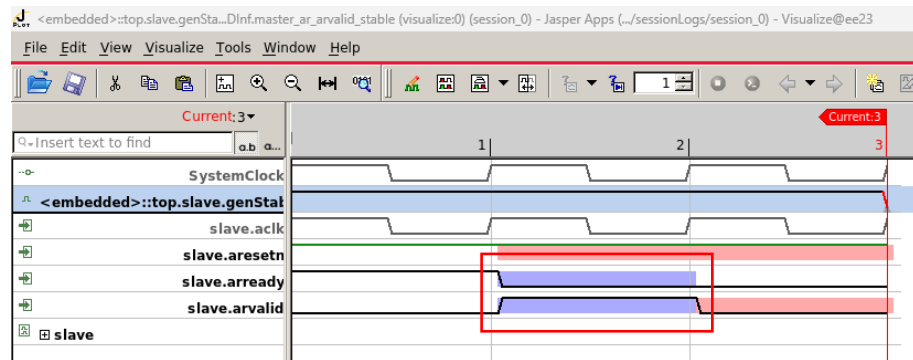 <embedded>::top.slave.genSta...DInf.master_ar_arvalid_stable (visualize:0) (session_0) - Jasper Apps (.../sessionLogs/session_0) - Visualize@ee23
File Edit View Visualize Tools Window Help
1
Current:3
Current:3
Insert text to find
a.b a...
1 2 3
SystemClock
<embedded>::top.slave.genStab
slave.aclk
slave.aresetn
slave.arready
slave.arvalid
slave